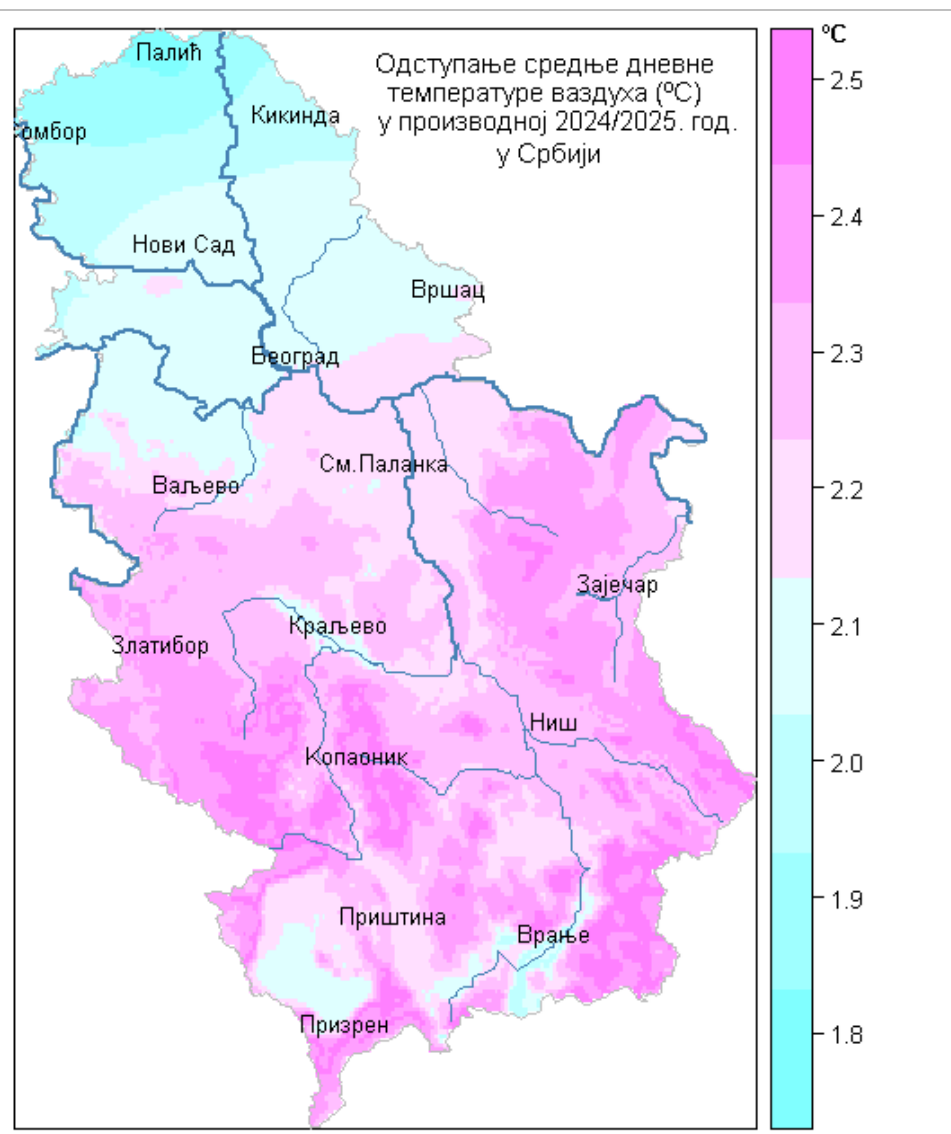 Одступање средње дневне
температуре ваздуха (ºC)
у производној 2024/2025. год.
у Србији
ºC
2.5
2.4
2.3
2.2
2.1
2.0
1.9
1.8
Палић
Кикинда
омбор
Нови Сад
Вршац
Београд
См.Паланка
Ваљево
Зајечар
Краљево
Златибор
Ниш
Копаоник
Приштина
Врање
Призрен